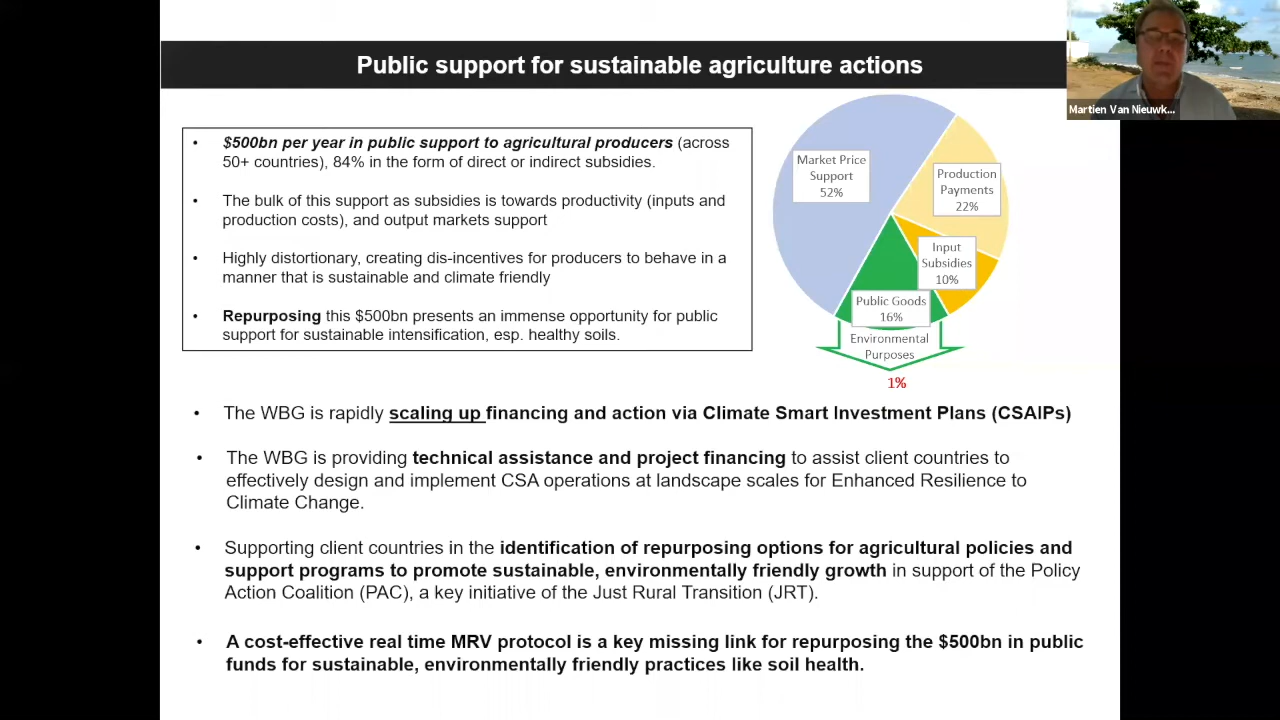 Public support for sustainable agriculture actions
Martien Van Nieuwk...
• $500bn per year in public support to agricultural producers (across
50+ countries), 84% in the form of direct or indirect subsidies.
• The bulk of this support as subsidies is towards productivity (inputs and
production costs), and output markets support
• Highly distortionary, creating dis-incentives for producers to behave in a
manner that is sustainable and climate friendly
• Repurposing this $500bn presents an immense opportunity for public
support for sustainable intensification, esp. healthy soils.
Market Price
Support
52%
Production
Payments
22%
Input
Subsidies
10%
Public Goods
16%
Environmental
Purposes
1%
• The WBG is rapidly scaling up financing and action via Climate Smart Investment Plans (CSAIPs)
• The WBG is providing technical assistance and project financing to assist client countries to
effectively design and implement CSA operations at landscape scales for Enhanced Resilience to
Climate Change.
• Supporting client countries in the identification of repurposing options for agricultural policies and
support programs to promote sustainable, environmentally friendly growth in support of the Policy
Action Coalition (PAC), a key initiative of the Just Rural Transition (JRT).
• A cost-effective real time MRV protocol is a key missing link for repurposing the $500bn in public
funds for sustainable, environmentally friendly practices like soil health.